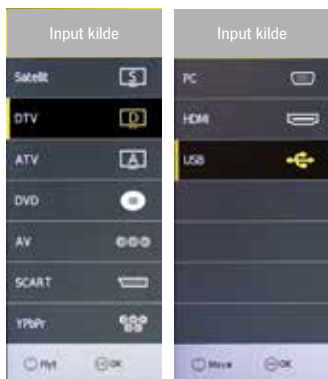 Input kilde
Satellit
DTV
ATV
DVD
AV
SCART
YPbPr
Flyt OK
Input kilde
PC
HDMI
USB
Move OK